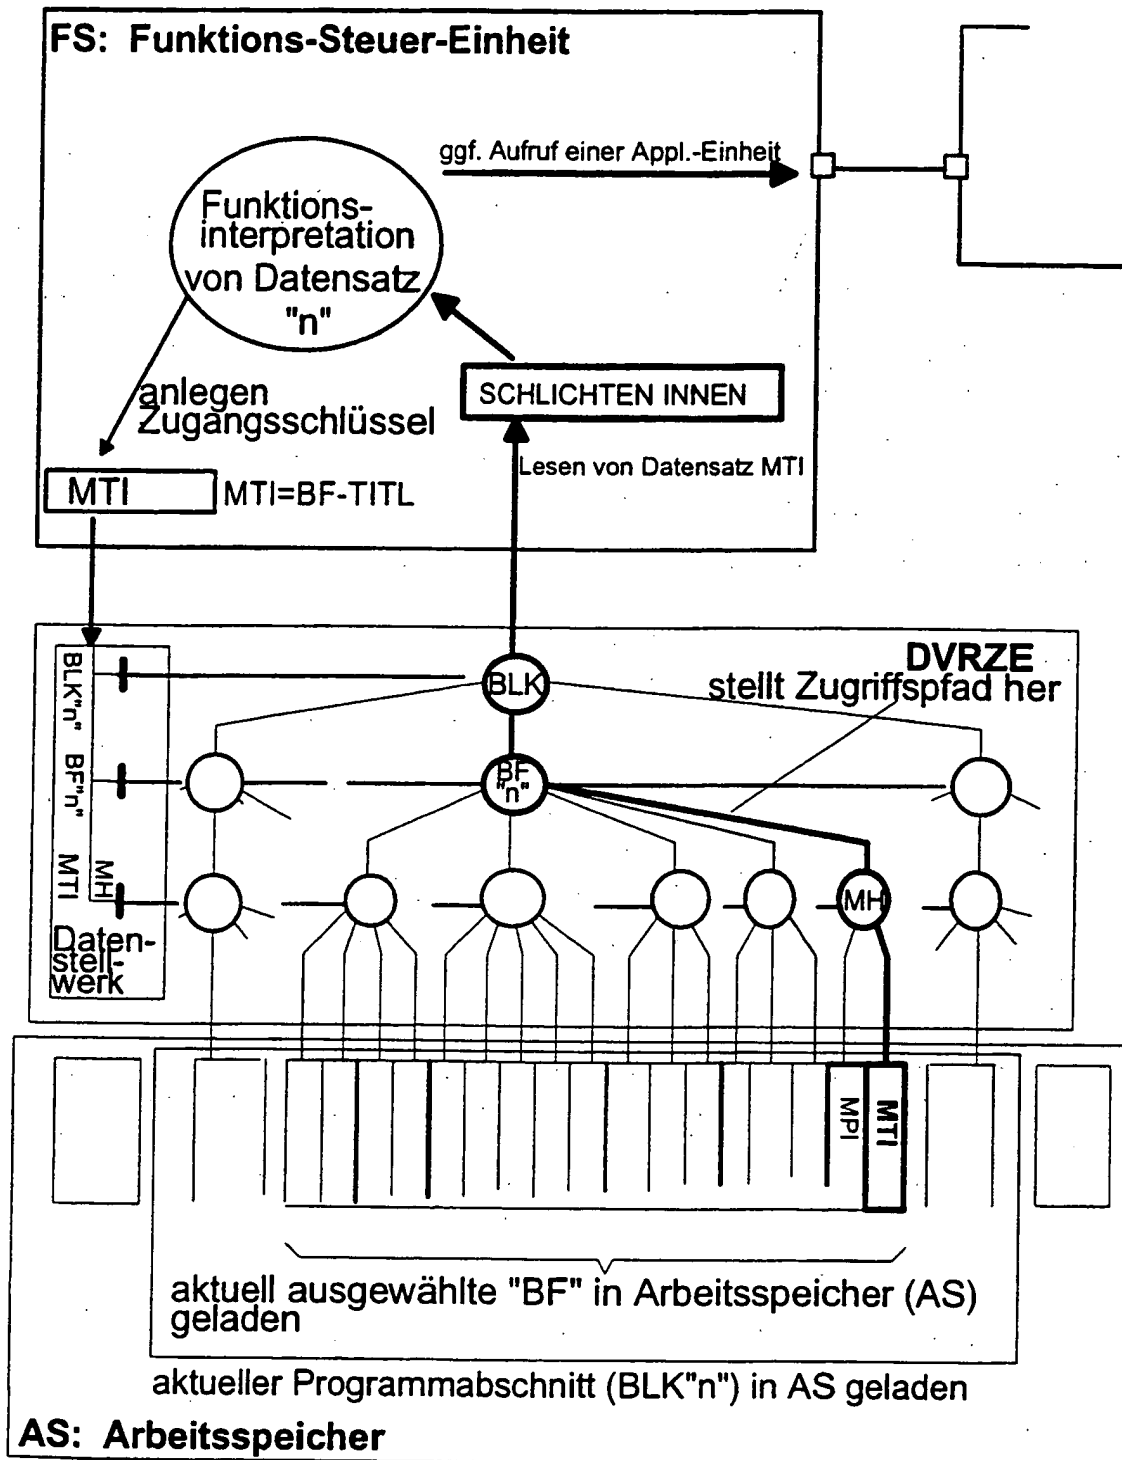 FS: Funktions-Steuer-Einheit
ggf. Aufruf einer Appl.-Einheit
Funktions-
interpretation
von Datensatz
"n"
anlegen
Zugangsschlüssel
SCHLICHTEN INNEN
Lesen von Datensatz MTI
MTI
MTI=BF-TITL
DVRZE
stellt Zugriffspfad her
BLK"n"
BLK
BF"n"
BF
"n"
MTI
MH
MH
Daten-
stell-
werk
MPI
MTI
aktuell ausgewählte "BF" in Arbeitsspeicher (AS)
geladen
aktueller Programmabschnitt (BLK"n") in AS geladen
AS: Arbeitsspeicher